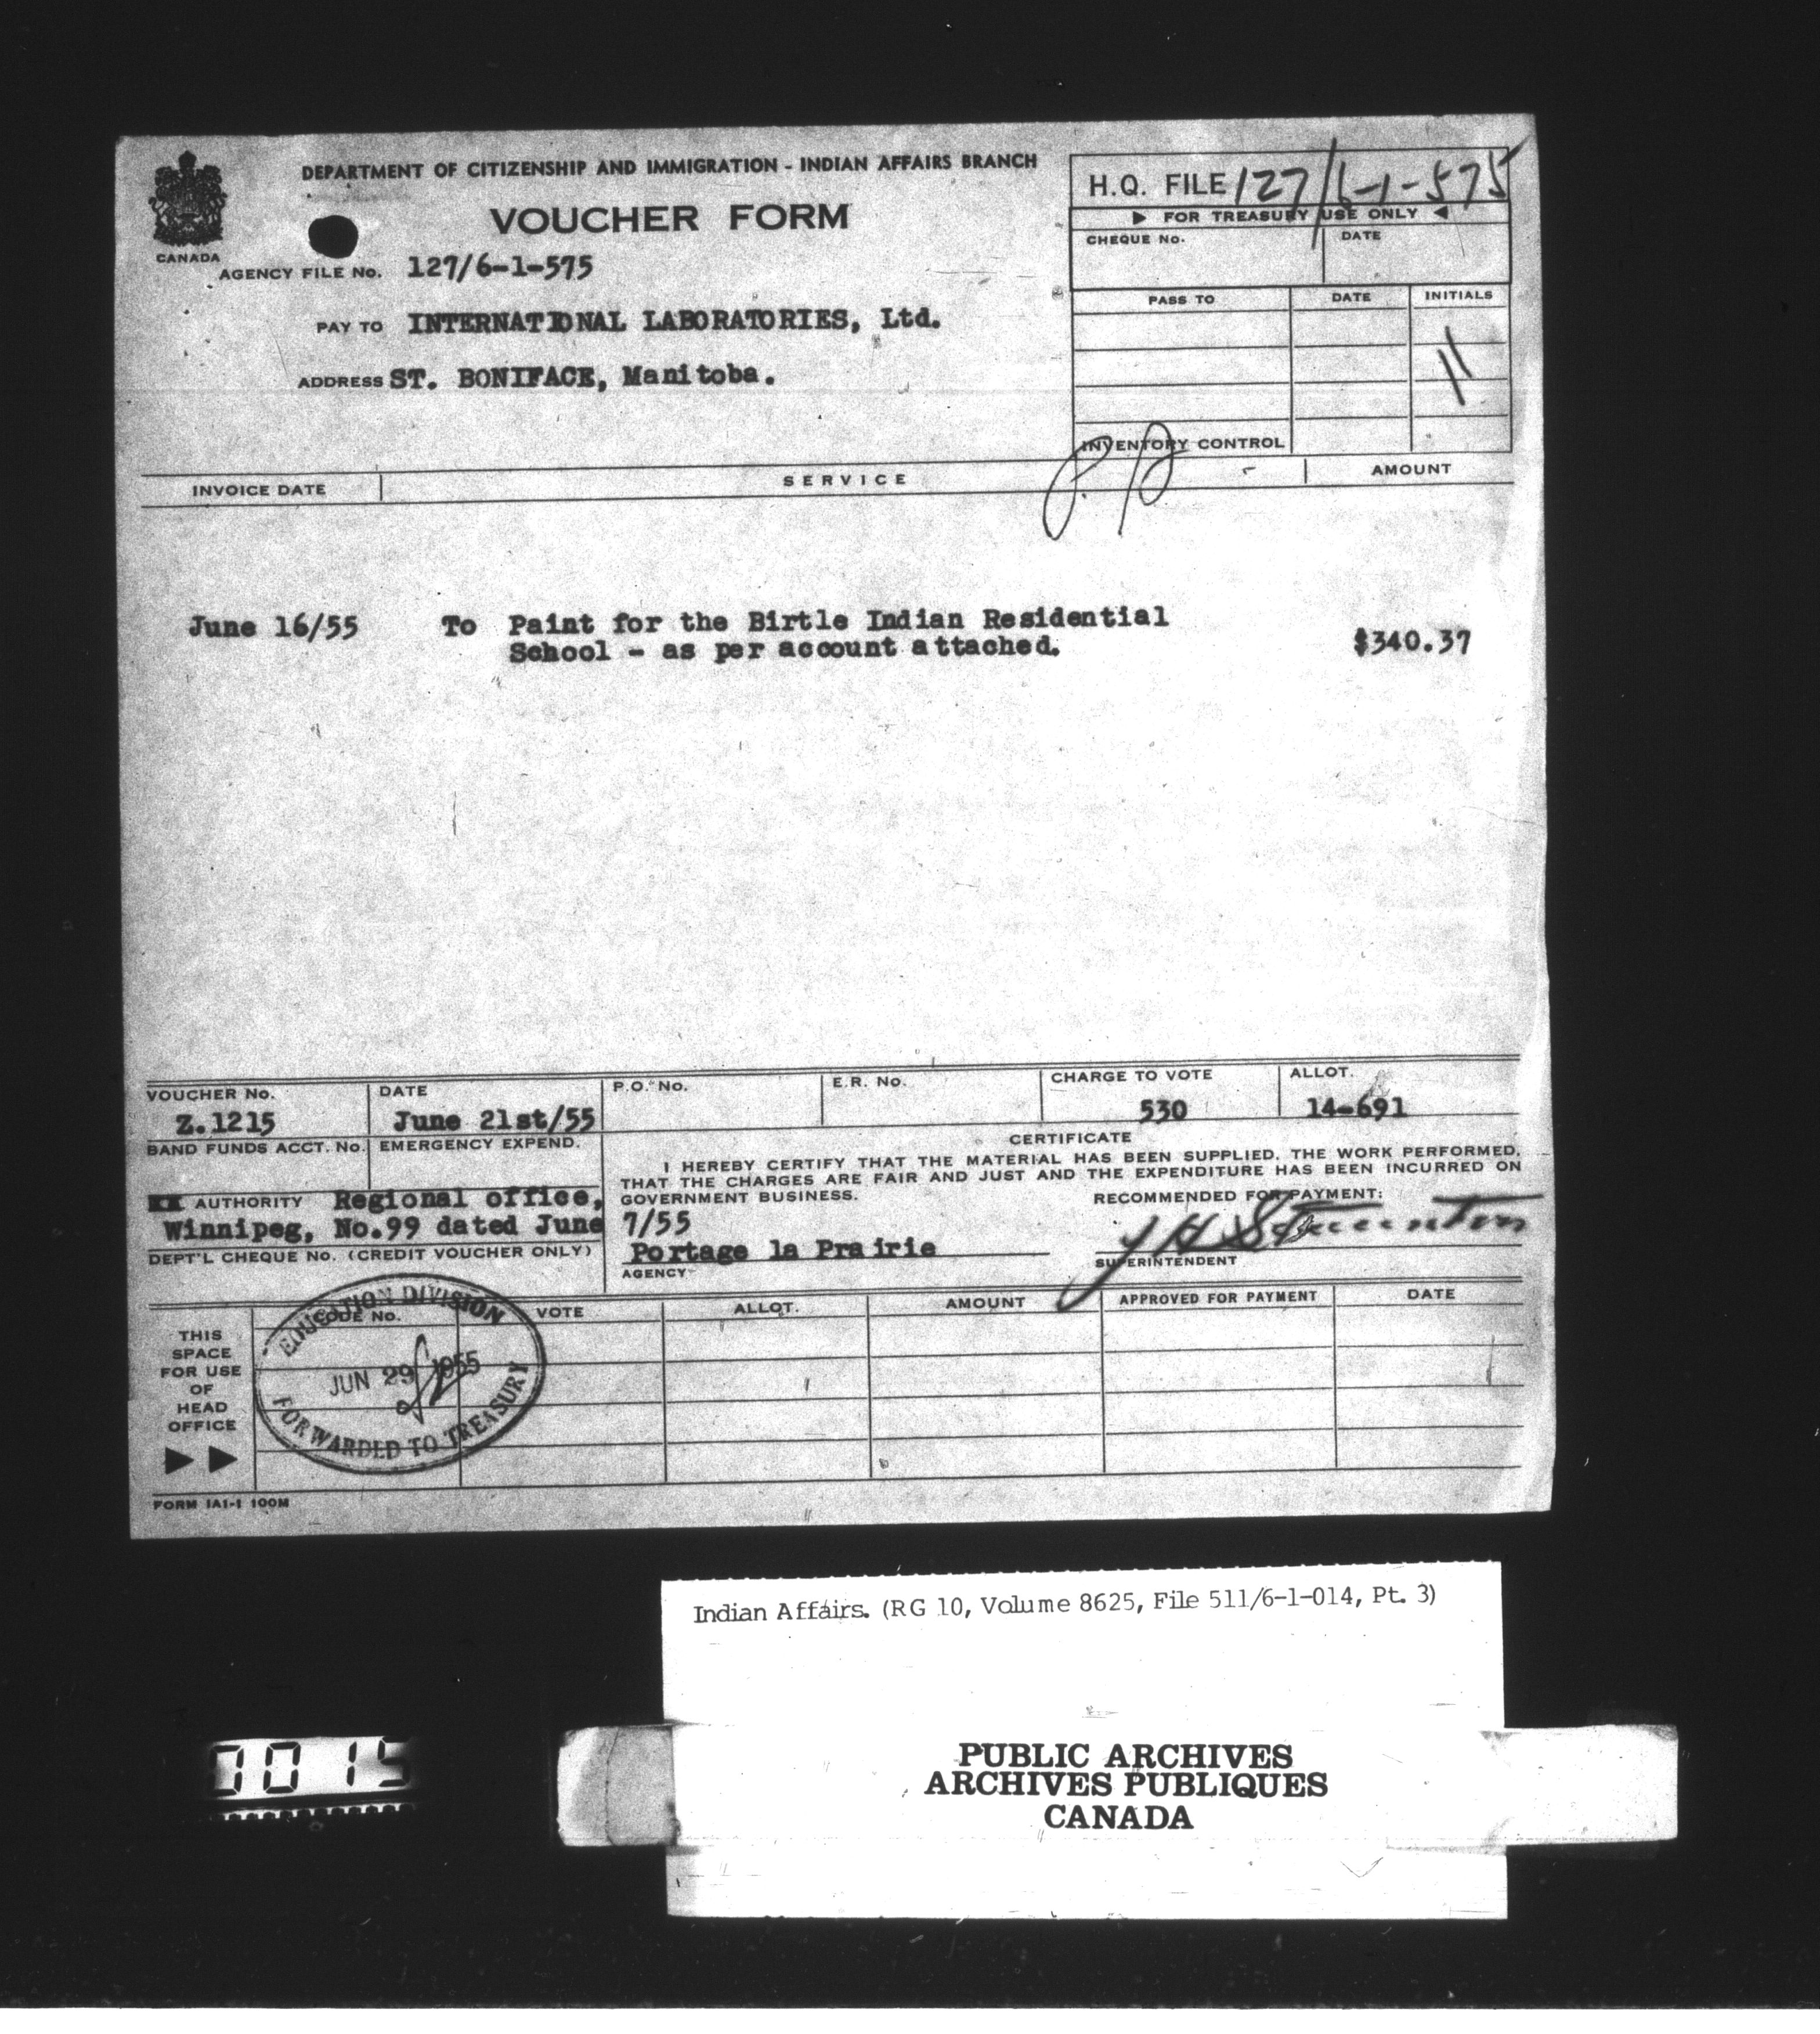 DEPARTMENT OF CITIZENSHIP AND IMMIGRATION - INDIAN AFFAIRS BRANCH
VOUCHER FORM
CANADA
AGENCY FILE No. 127/6-1-575
PAY TO INTERNATIONAL LABORATORIES, Ltd.
ADDRESS ST. BONIFACE, Manitoba.
H.Q. FILE 127/6-1-575
FOR TREASURY USE ONLY
CHEQUE No. DATE
PASS TO DATE INITIALS
INVENTORY CONTROL
INVOICE DATE SERVICE AMOUNT
June 16/55 To Paint for the Birtle Indian Residential
School - as per account attached. $340.37
VOUCHER No. DATE P.O. No. E.R. No. CHARGE TO VOTE ALLOT.
Z.1215 June 21st/55 530 14-691
BAND FUNDS ACCT. No. EMERGENCY EXPEND.
CERTIFICATE
I HEREBY CERTIFY THAT THE MATERIAL HAS BEEN SUPPLIED, THE WORK PERFORMED,
THAT THE CHARGES ARE FAIR AND JUST AND THE EXPENDITURE HAS BEEN INCURRED ON
GOVERNMENT BUSINESS. RECOMMENDED FOR PAYMENT:
AUTHORITY Regional office,
Winnipeg, No.99 dated June 7/55
DEPT'L CHEQUE No. (CREDIT VOUCHER ONLY)
Portage la Prairie
AGENCY
SUPERINTENDENT
CODE No. VOTE ALLOT. AMOUNT APPROVED FOR PAYMENT DATE
THIS
SPACE
FOR USE
OF
HEAD
OFFICE
EDUCATION DIVISION
JUN 29 1955
FORWARDED TO TREASURY
FORM IA1-1 100M
Indian Affairs. (RG 10, Volume 8625, File 511/6-1-014, Pt. 3)
PUBLIC ARCHIVES
ARCHIVES PUBLIQUES
CANADA
0015